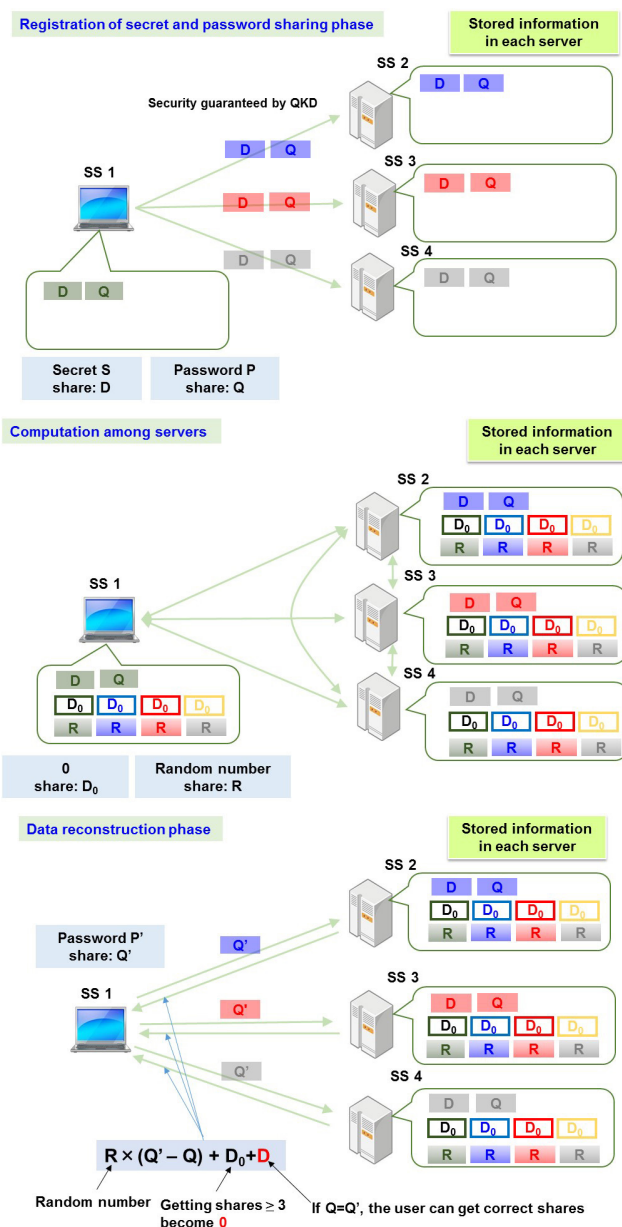 Registration of secret and password sharing phase
Stored information
in each server
SS 2
D Q
Security guaranteed by QKD
D Q
SS 1
SS 3
D Q
D Q
SS 4
D Q
D Q
D Q
Secret S
share: D
Password P
share: Q
Computation among servers
Stored information
in each server
SS 2
D Q
D₀ D₀ D₀ D₀
R R R R
SS 1
SS 3
D Q
D₀ D₀ D₀ D₀
R R R R
SS 4
D Q
D₀ D₀ D₀ D₀
R R R R
D Q
D₀ D₀ D₀ D₀
R R R R
0
share: D₀
Random number
share: R
Data reconstruction phase
Stored information
in each server
SS 2
D Q
D₀ D₀ D₀ D₀
R R R R
Password P’
share: Q’
Q’
SS 1
SS 3
Q'
D Q
D₀ D₀ D₀ D₀
R R R R
SS 4
Q’
D Q
D₀ D₀ D₀ D₀
R R R R
R × (Q’ – Q) + D₀+D
Random number
Getting shares ≥ 3
become 0
If Q=Q’, the user can get correct shares